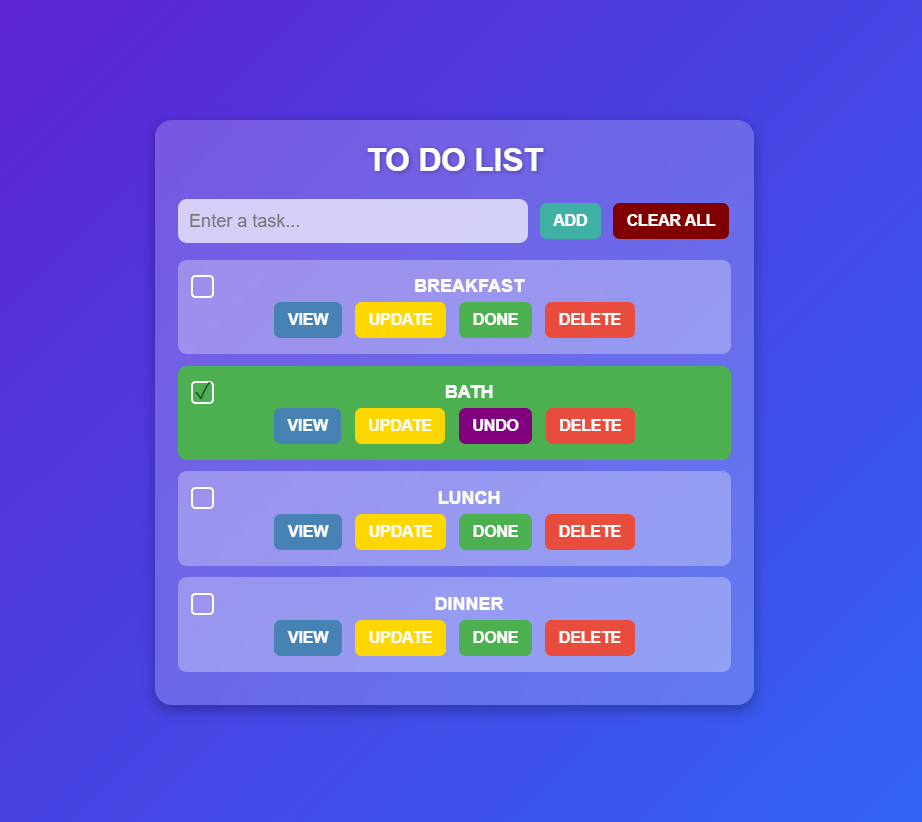 TO DO LIST
Enter a task... ADD CLEAR ALL
BREAKFAST
VIEW UPDATE DONE DELETE
BATH
VIEW UPDATE UNDO DELETE
LUNCH
VIEW UPDATE DONE DELETE
DINNER
VIEW UPDATE DONE DELETE